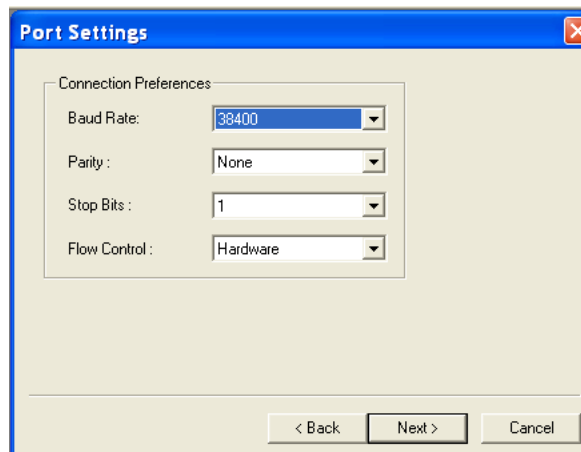 Port Settings
Connection Preferences
Baud Rate: 38400
Parity : None
Stop Bits : 1
Flow Control : Hardware
< Back Next > Cancel